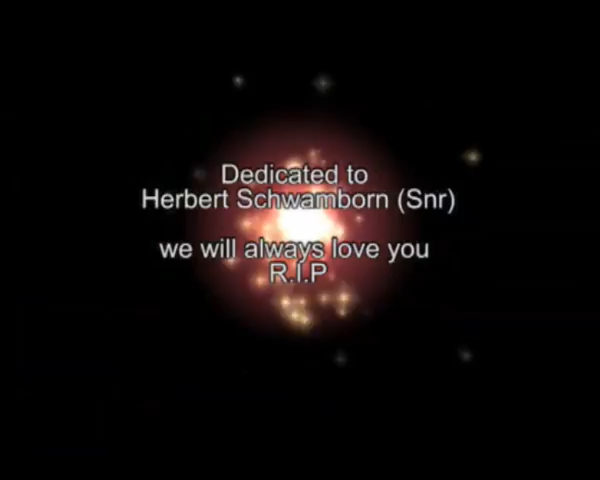 Dedicated to
Herbert Schwamborn (Snr)
we will always love you
R.I.P